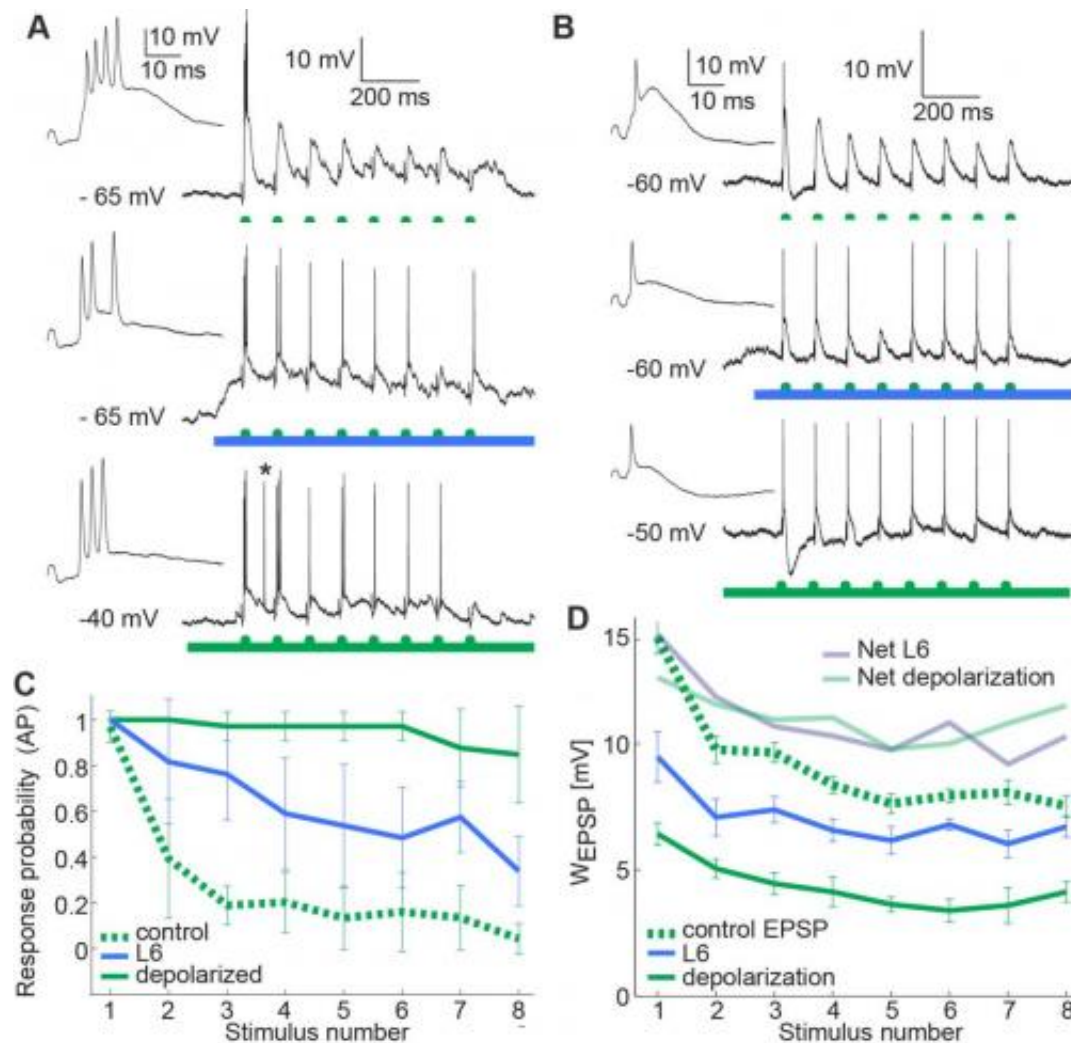 A
10 mV
10 ms
10 mV
200 ms
- 65 mV
- 65 mV
*
-40 mV
B
10 mV
10 ms
10 mV
200 ms
-60 mV
-60 mV
-50 mV
C
Response probability (AP)
1
0.8
0.6
0.4
0.2
0
control
L6
depolarized
1 2 3 4 5 6 7 8
Stimulus number
D
WEPSP [mV]
15
10
5
0
Net L6
Net depolarization
control EPSP
L6
depolarization
1 2 3 4 5 6 7 8
Stimulus number